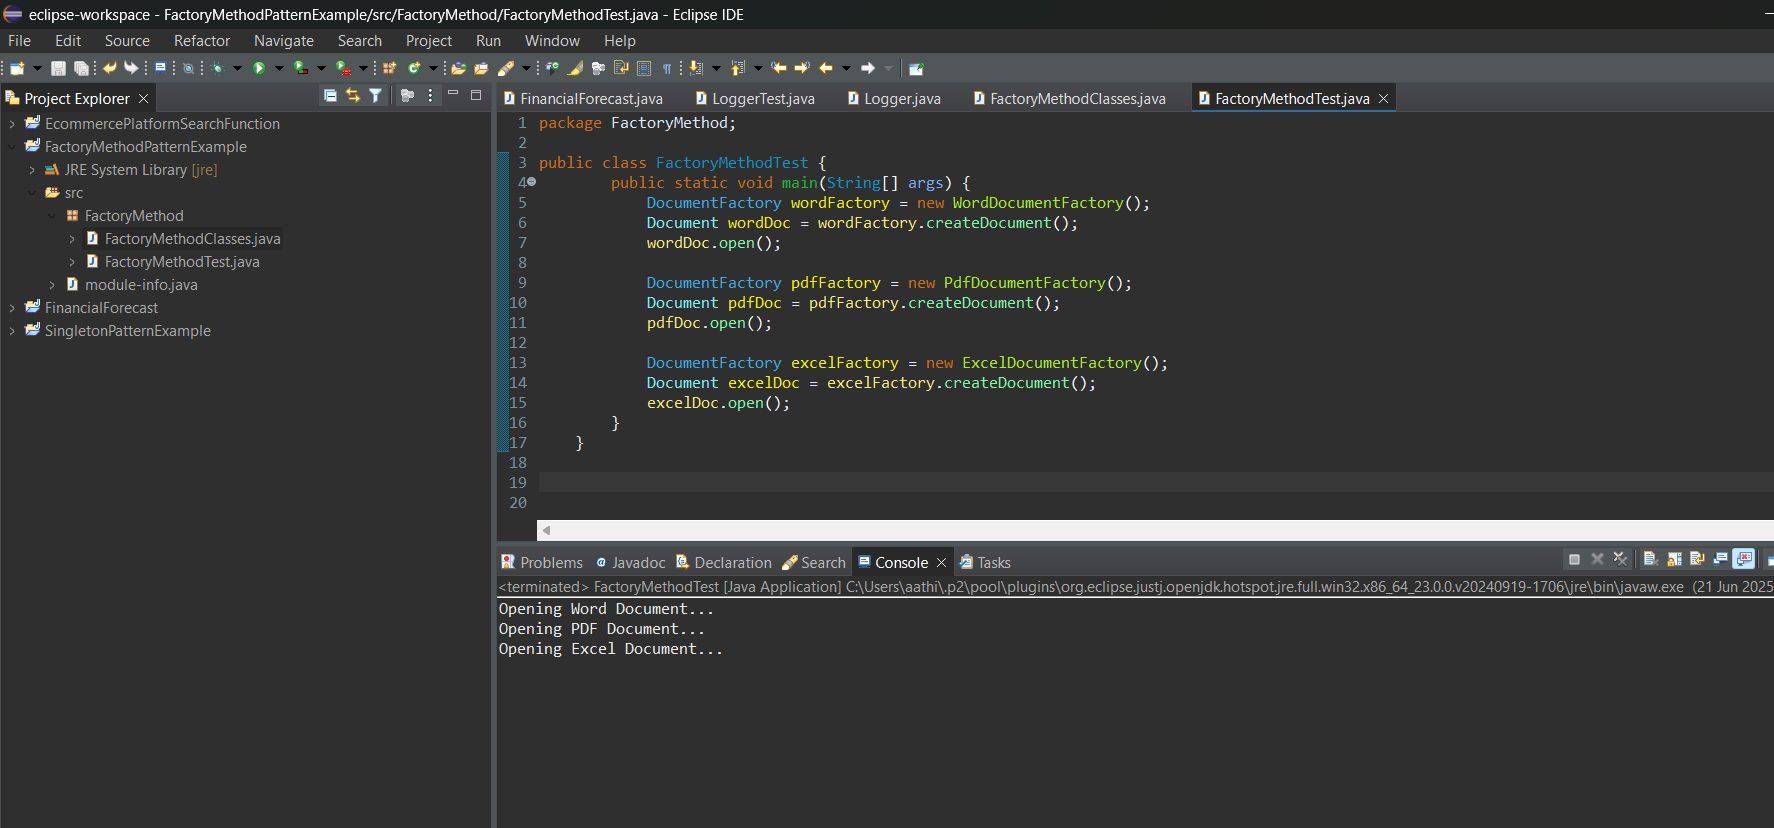 eclipse-workspace - FactoryMethodPatternExample/src/FactoryMethod/FactoryMethodTest.java - Eclipse IDE
File Edit Source Refactor Navigate Search Project Run Window Help
Project Explorer
EcommercePlatformSearchFunction
FactoryMethodPatternExample
JRE System Library [jre]
src
FactoryMethod
FactoryMethodClasses.java
FactoryMethodTest.java
module-info.java
FinancialForecast
SingletonPatternExample
FinancialForecast.java LoggerTest.java Logger.java FactoryMethodClasses.java FactoryMethodTest.java
1 package FactoryMethod;
2
3 public class FactoryMethodTest {
4 public static void main(String[] args) {
5 DocumentFactory wordFactory = new WordDocumentFactory();
6 Document wordDoc = wordFactory.createDocument();
7 wordDoc.open();
8
9 DocumentFactory pdfFactory = new PdfDocumentFactory();
10 Document pdfDoc = pdfFactory.createDocument();
11 pdfDoc.open();
12
13 DocumentFactory excelFactory = new ExcelDocumentFactory();
14 Document excelDoc = excelFactory.createDocument();
15 excelDoc.open();
16 }
17 }
18
19
20
Problems Javadoc Declaration Search Console Tasks
<terminated> FactoryMethodTest [Java Application] C:\Users\aathi\.p2\pool\plugins\org.eclipse.justj.openjdk.hotspot.jre.full.win32.x86_64_23.0.0.v20240919-1706\jre\bin\javaw.exe (21 Jun 2025
Opening Word Document...
Opening PDF Document...
Opening Excel Document...